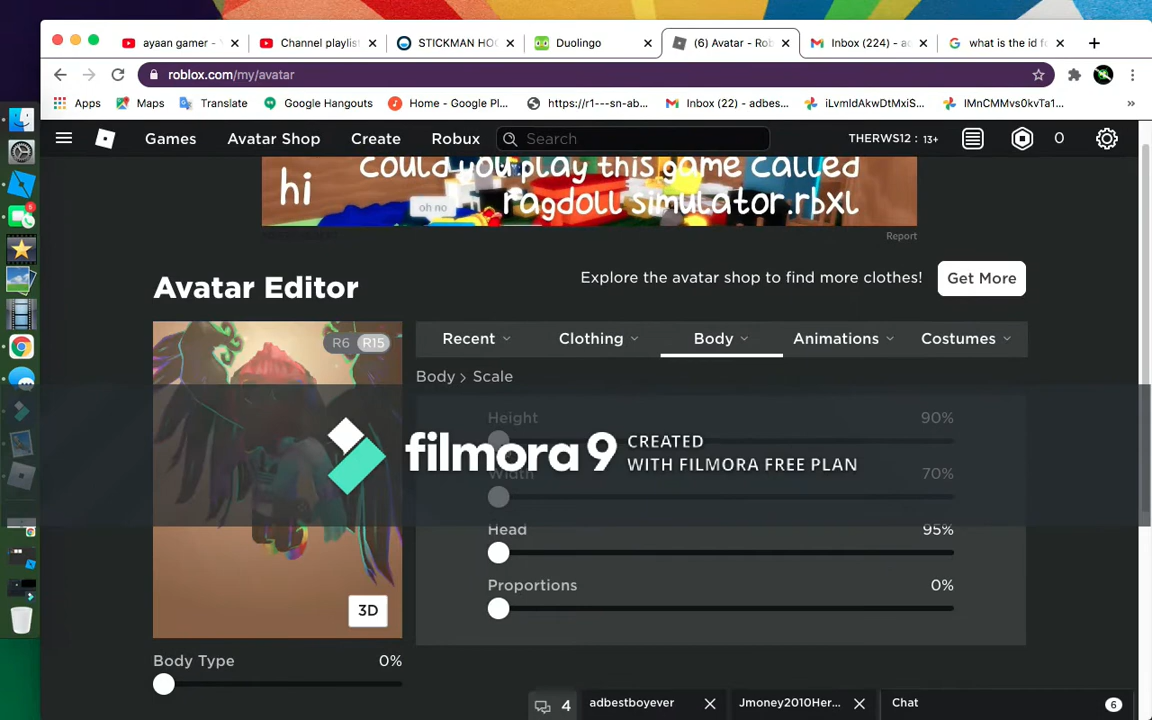 ayaan gamer - Y
Channel playlis
STICKMAN HOO
Duolingo
(6) Avatar - Rob
Inbox (224) - ad
what is the id fo
roblox.com/my/avatar
Apps
Maps
Translate
Google Hangouts
Home - Google Pl...
https://r1---sn-ab...
Inbox (22) - adbes...
iLvmldAkwDtMxiS...
IMnCMMvs0kvTa1...
Games
Avatar Shop
Create
Robux
Search
THERWS12 : 13+
0
hi
could you play this game called
ragdoll simulator.rbxl
oh no
Report
Avatar Editor
Explore the avatar shop to find more clothes!
Get More
R6
R15
Recent
Clothing
Body
Animations
Costumes
Body > Scale
Height
90%
filmora 9
CREATED
WITH FILMORA FREE PLAN
Width
70%
Head
95%
Proportions
0%
3D
Body Type
0%
4
adbestboyever
Jmoney2010Her...
Chat
6